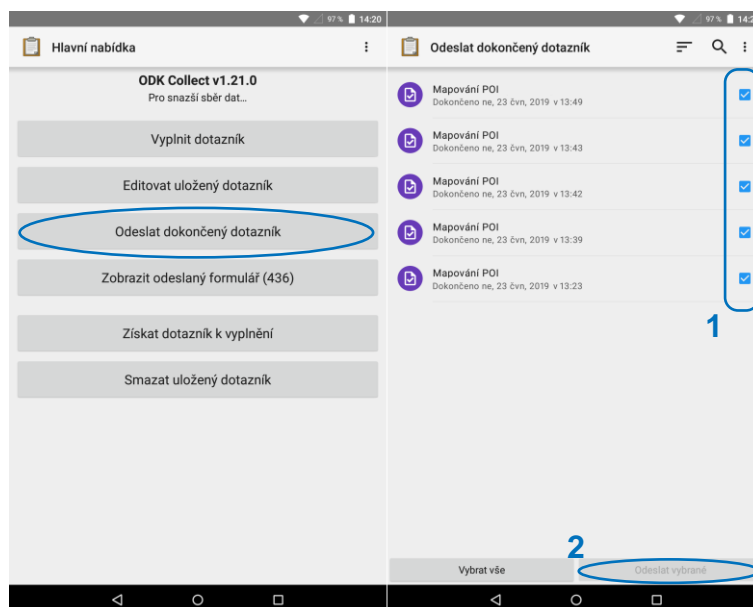 97 % 14:20
Hlavní nabídka
ODK Collect v1.21.0
Pro snazší sběr dat...
Vyplnit dotazník
Editovat uložený dotazník
Odeslat dokončený dotazník
Zobrazit odeslaný formulář (436)
Získat dotazník k vyplnění
Smazat uložený dotazník
97 % 14:2
Odeslat dokončený dotazník
Mapování POI
Dokončeno ne, 23 čvn, 2019 v 13:49
Mapování POI
Dokončeno ne, 23 čvn, 2019 v 13:43
Mapování POI
Dokončeno ne, 23 čvn, 2019 v 13:42
Mapování POI
Dokončeno ne, 23 čvn, 2019 v 13:39
Mapování POI
Dokončeno ne, 23 čvn, 2019 v 13:23
1
2
Vybrat vše
Odeslat vybrané